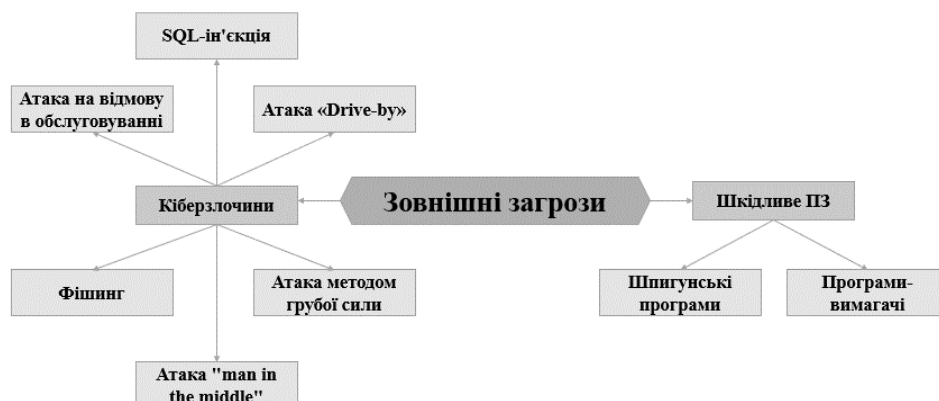 SQL-ін'єкція
Атака на відмову
в обслуговуванні
Атака «Drive-by»
Кіберзлочини
Зовнішні загрози
Шкідливе ПЗ
Фішинг
Атака методом
грубої сили
Шпигунські
програми
Програми-
вимагачі
Атака "man in
the middle"